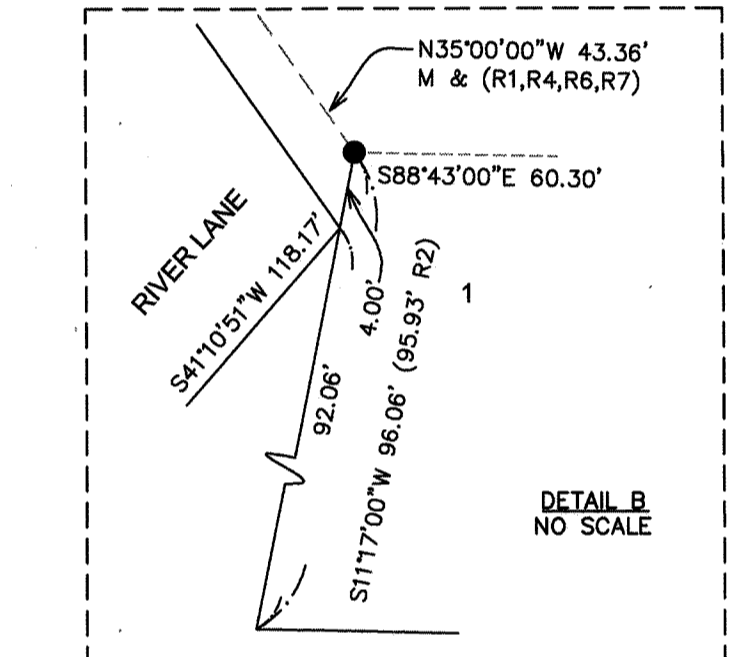 N35°00'00"W 43.36'
M & (R1,R4,R6,R7)
S88°43'00"E 60.30'
RIVER LANE
S41°10'51"W 118.17'
4.00'
1
92.06'
S11°17'00"W 96.06' (95.93' R2)
DETAIL B
NO SCALE